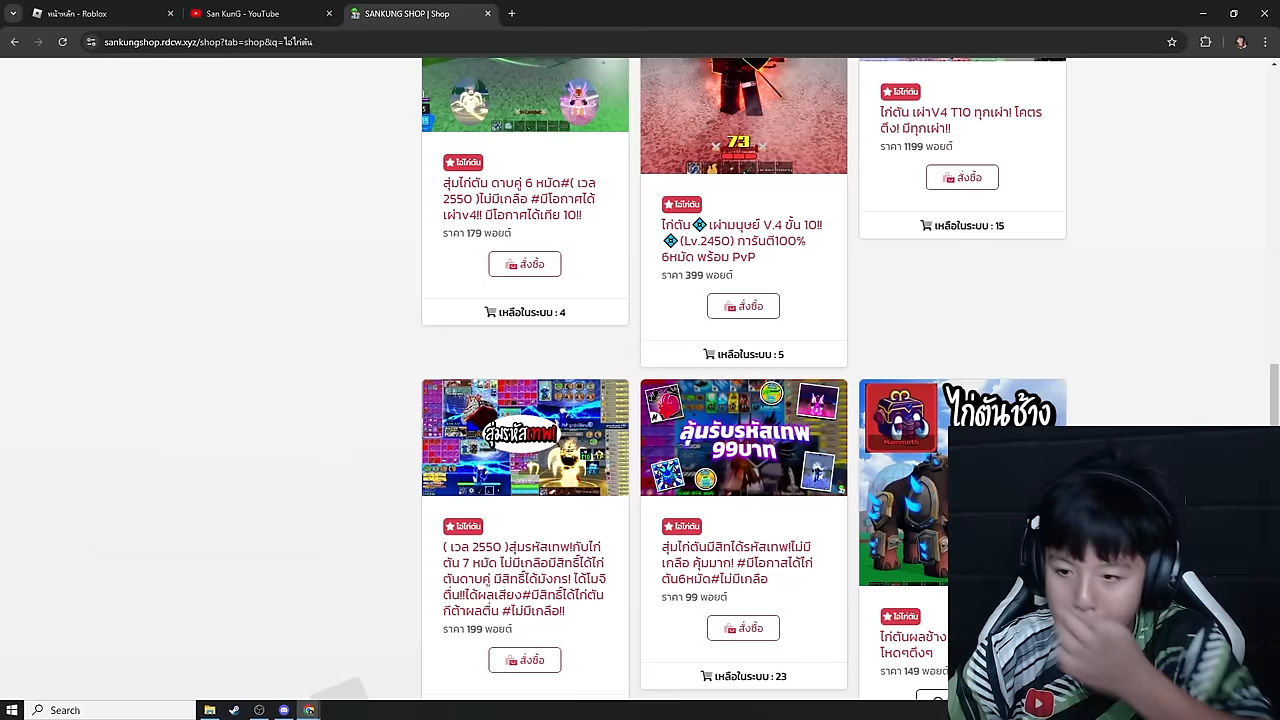 หน้าหลัก - Roblox
San KunG - YouTube
SANKUNG SHOP | Shop
sankungshop.rdcw.xyz/shop?tab=shop&q=ไอไก่ตัน
ไอไก่ตัน
สุ่มไก่ตัน ดาบคู่ 6 หมัด#( เวล
2550 )ไม่มีเกลือ #มีโอกาสได้
เผ่าv4!! มีโอกาสได้เทีย 10!!
ราคา 179 พอยต์
สั่งซื้อ
เหลือในระบบ : 4
73
ไอไก่ตัน
ไก่ตัน💠เผ่ามนุษย์ V.4 ขั้น 10!!
💠(Lv.2450) การันตี100%
6หมัด พร้อม PvP
ราคา 399 พอยต์
สั่งซื้อ
เหลือในระบบ : 5
ไอไก่ตัน
ไก่ตัน เผ่าV4 T10 ทุกเผ่า! โคตร
ตึง! มีทุกเผ่า!!
ราคา 1199 พอยต์
สั่งซื้อ
เหลือในระบบ : 15
สุ่มรหัสเทพ!
ไอไก่ตัน
( เวล 2550 )สุ่มรหัสเทพ!กับไก่
ตัน 7 หมัด ไม่มีเกลือมีสิทธิ์ได้ไก่
ตันดาบคู่ มีสิทธิ์ได้มังกร! ได้โมจิ
ตื่น!!ได้ผลเสียง#มีสิทธิ์ได้ไก่ตัน
กีต้าผลตื่น #ไม่มีเกลือ!!
ราคา 199 พอยต์
สั่งซื้อ
ลุ้นรับรหัสเทพ
99บาท
ไอไก่ตัน
สุ่มไก่ตันมีสิทได้รหัสเทพ!ไม่มี
เกลือ คุ้มมาก! #มีโอกาสได้ไก่
ตัน6หมัด#ไม่มีเกลือ
ราคา 99 พอยต์
สั่งซื้อ
เหลือในระบบ : 23
ไก่ตันช้าง
Mammoth
ไอไก่ตัน
ไก่ตันผลช้าง
โหดๆตึงๆ
ราคา 149 พอยต์
Search